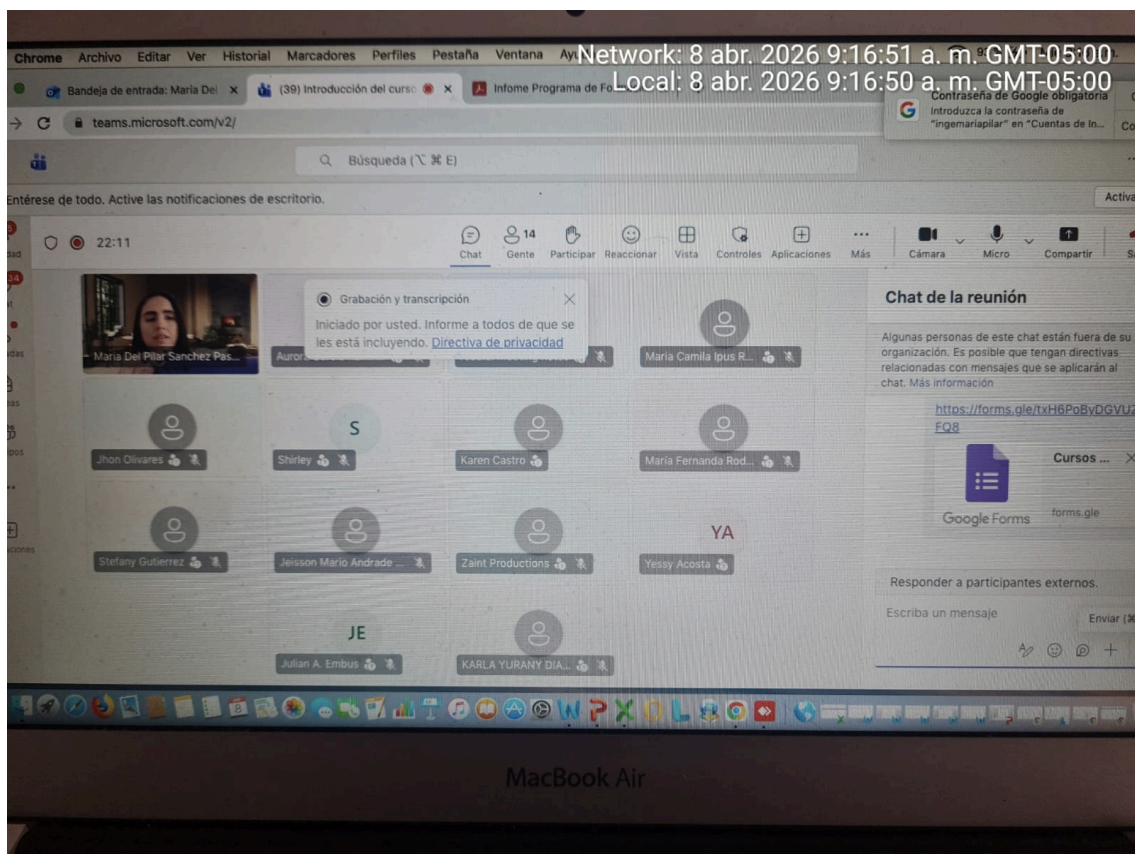 Chrome Archivo Editar Ver Historial Marcadores Perfiles Pestaña Ventana
Network: 8 abr. 2026 9:16:51 a. m. GMT-05:00
Local: 8 abr. 2026 9:16:50 a. m. GMT-05:00
Bandeja de entrada: Maria Del
(39) Introducción del curso
Infome Programa de Fo
Contraseña de Google obligatoria
Introduzca la contraseña de
"ingemariapilar" en "Cuentas de In...
teams.microsoft.com/v2/
Búsqueda (⌥ ⌘ E)
Entérese de todo. Active las notificaciones de escritorio.
Activa
22:11
14
Chat Gente Participar Reaccionar Vista Controles Aplicaciones Más Cámara Micro Compartir
Grabación y transcripción
Iniciado por usted. Informe a todos de que se
les está incluyendo. Directiva de privacidad
Maria Del Pilar Sanchez Pas...
Maria Camila Ipus R...
Jhon Olivares
S
Shirley
Karen Castro
María Fernanda Rod...
Stefany Gutierrez
Jeisson Mario Andrade ...
Zaint Productions
YA
Yessy Acosta
JE
Julian A. Embus
KARLA YURANY DIA...
Chat de la reunión
Algunas personas de este chat están fuera de su
organización. Es posible que tengan directivas
relacionadas con mensajes que se aplicarán al
chat. Más información
https://forms.gle/txH6PoByDGVUZ
FQ8
Cursos ...
Google Forms
forms.gle
Responder a participantes externos.
Escriba un mensaje
Enviar
MacBook Air